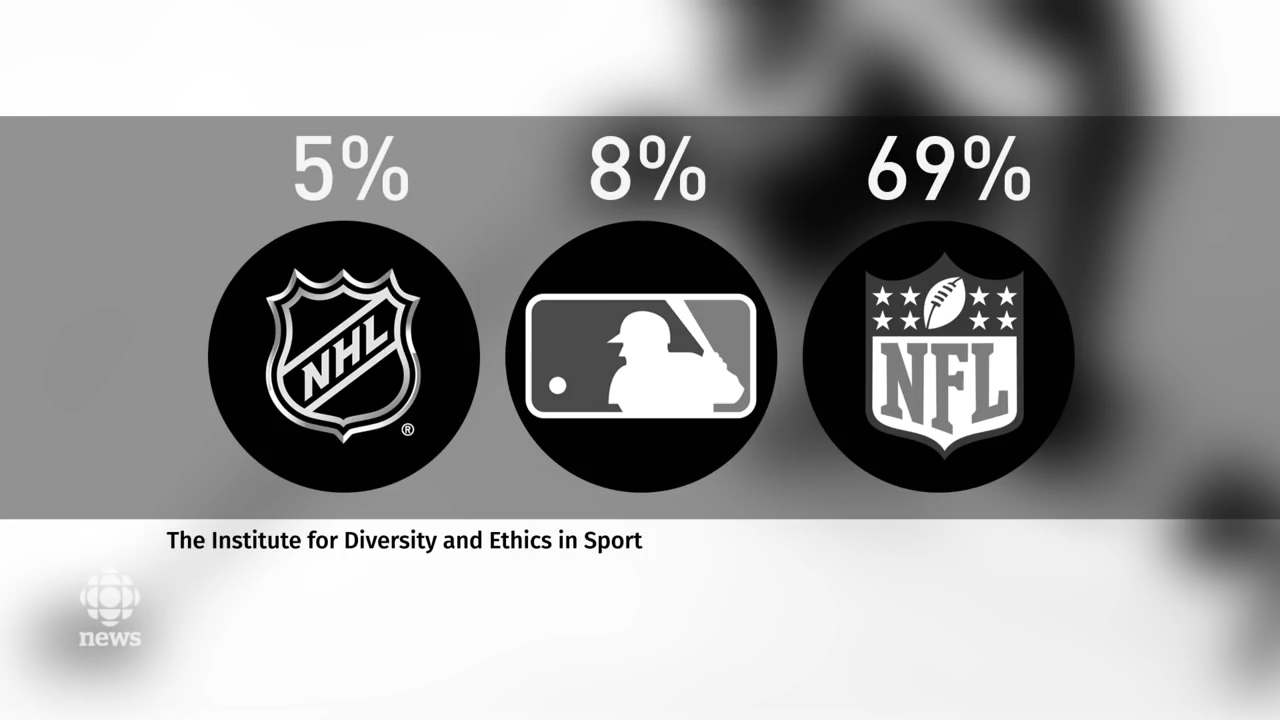 5% 8% 69%
NHL
®
NFL
The Institute for Diversity and Ethics in Sport
news